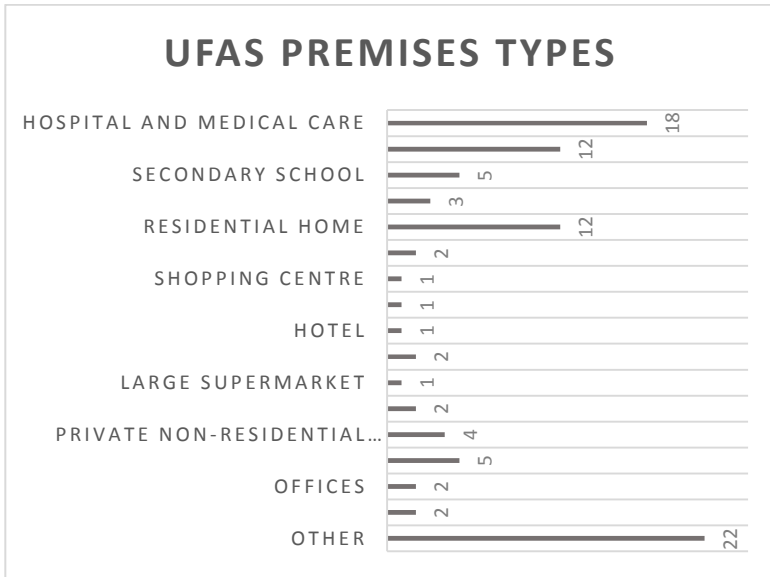 UFAS PREMISES TYPES
HOSPITAL AND MEDICAL CARE 18
12
SECONDARY SCHOOL 5
3
RESIDENTIAL HOME 12
2
SHOPPING CENTRE 1
1
HOTEL 1
2
LARGE SUPERMARKET 1
2
PRIVATE NON-RESIDENTIAL... 4
5
OFFICES 2
2
OTHER 22